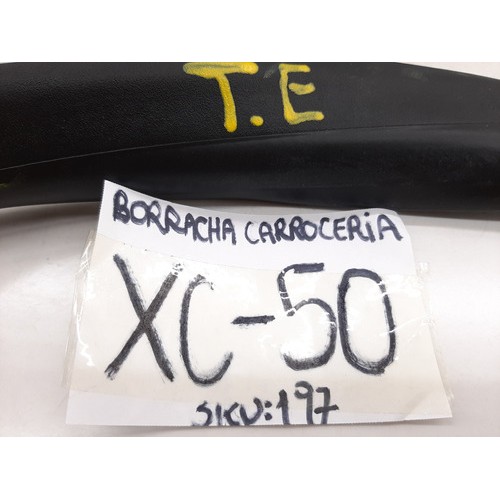 T.E
BORRACHA CARROCERiA
XC-50
SKU:197